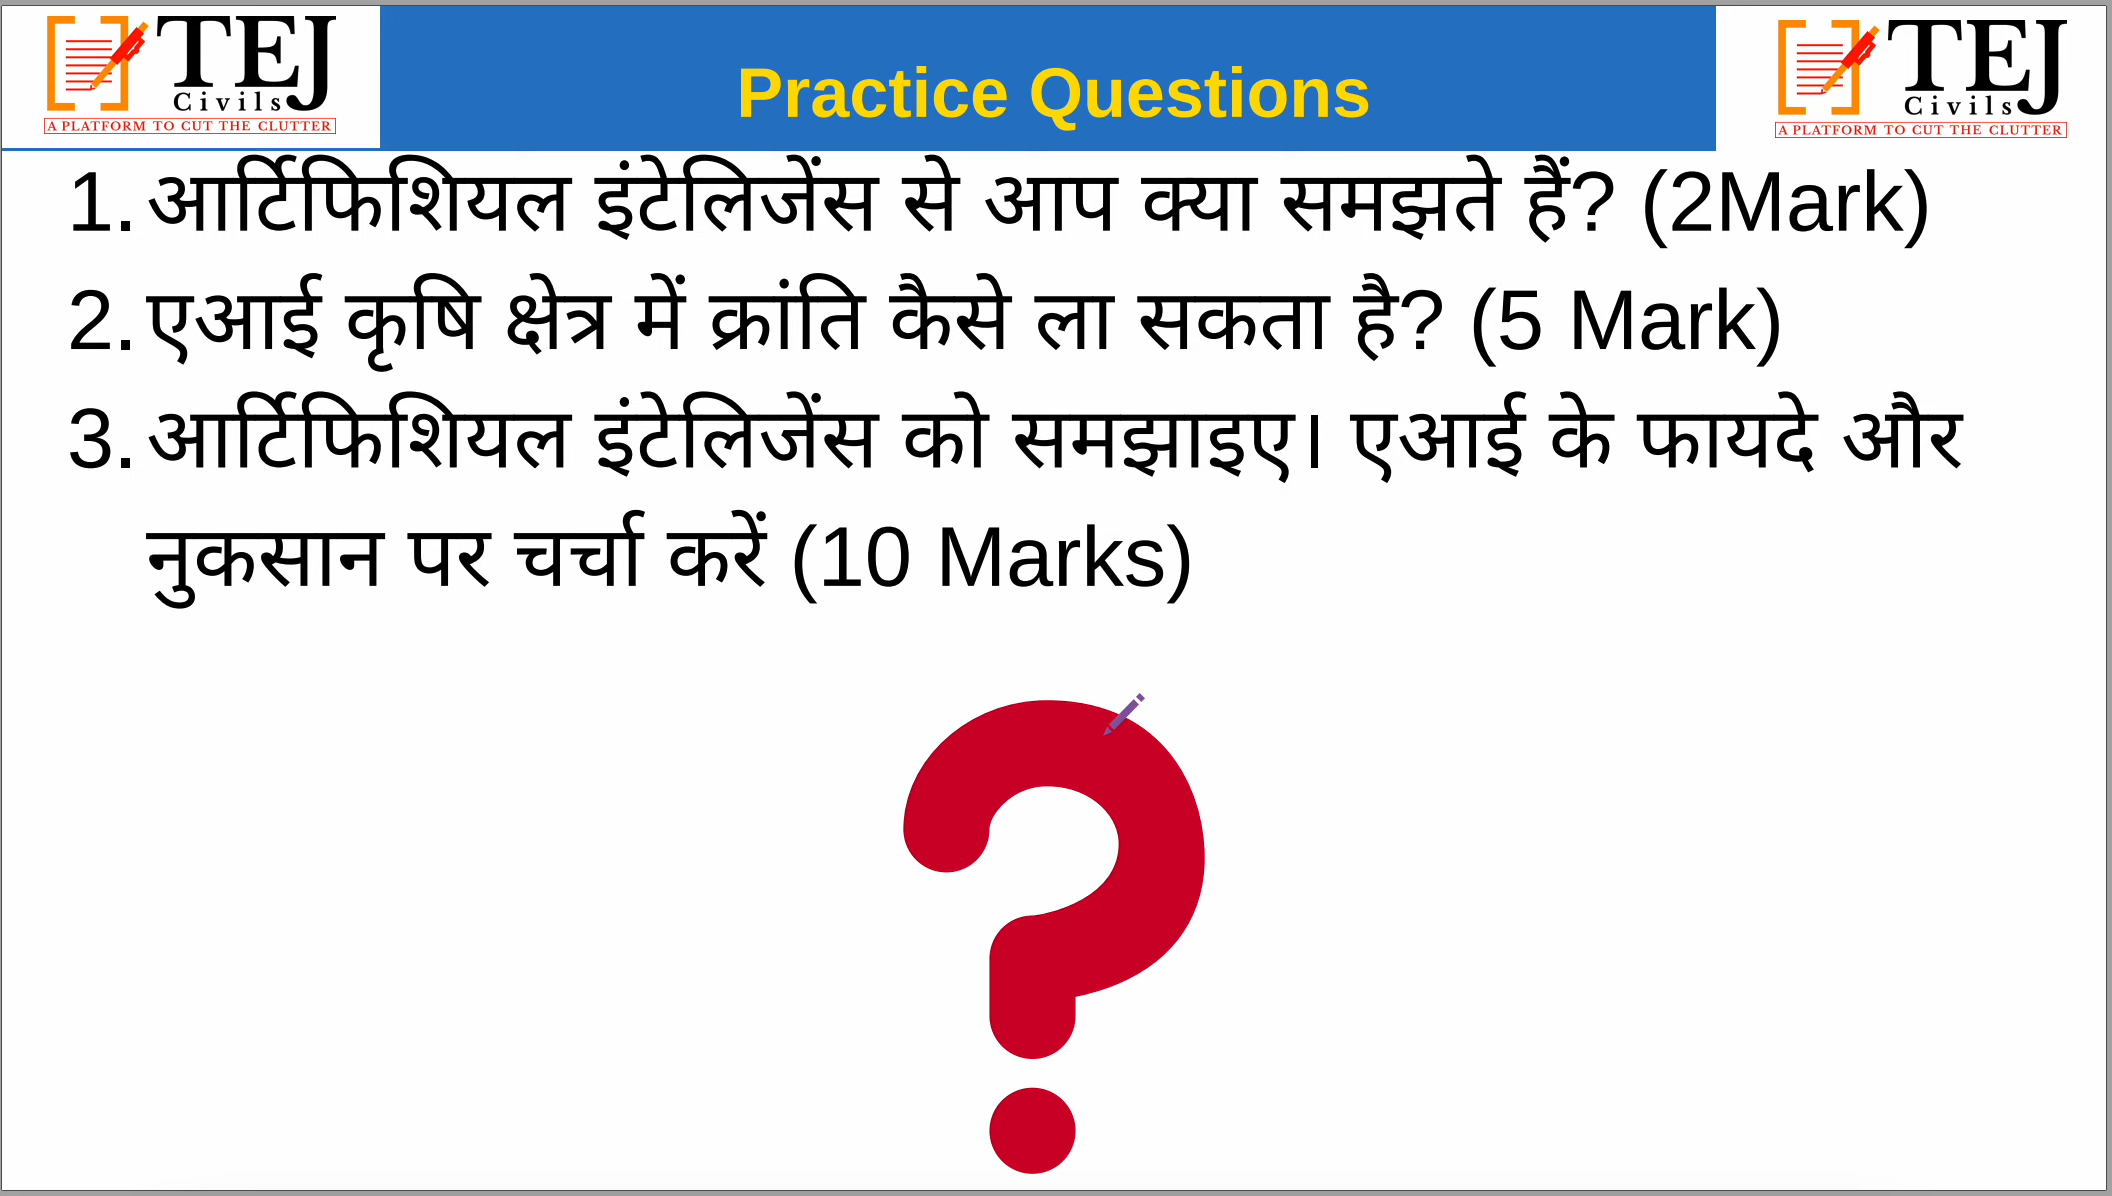 TEJ
Civils
A PLATFORM TO CUT THE CLUTTER
Practice Questions
TEJ
Civils
A PLATFORM TO CUT THE CLUTTER
1. आर्टिफिशियल इंटेलिजेंस से आप क्या समझते हैं? (2Mark)
2. एआई कृषि क्षेत्र में क्रांति कैसे ला सकता है? (5 Mark)
3. आर्टिफिशियल इंटेलिजेंस को समझाइए। एआई के फायदे और
नुकसान पर चर्चा करें (10 Marks)